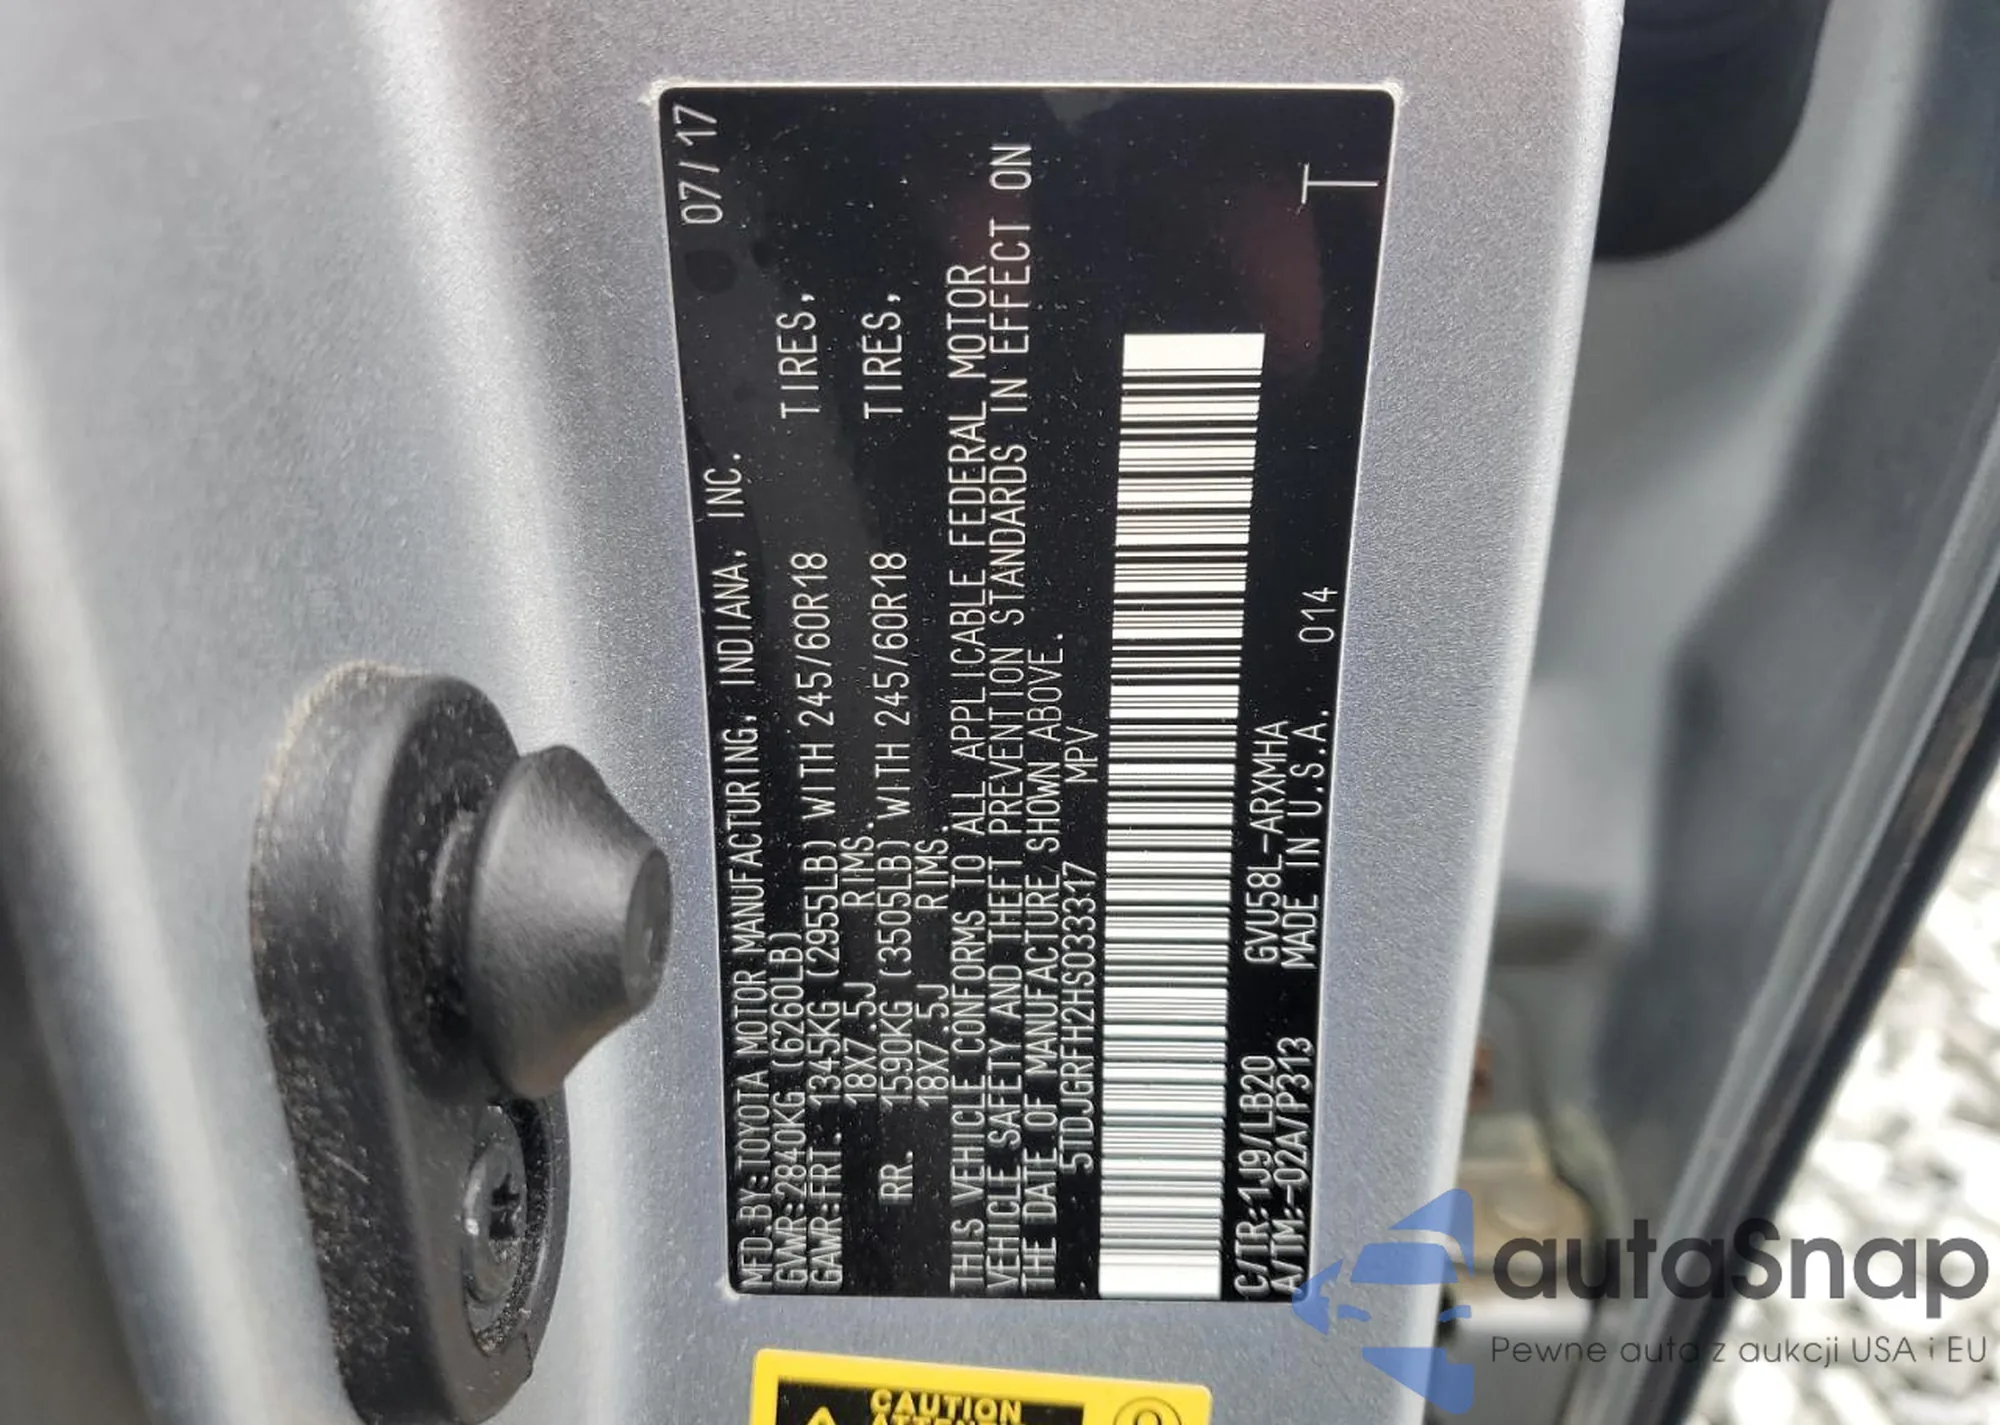 07/17
MFD.BY:TOYOTA MOTOR MANUFACTURING, INDIANA, INC.
GVWR:2840KG (6260LB)
GAWR:FRT. 1345KG (2955LB) WITH 245/60R18 TIRES,
18X7.5J RIMS.
RR. 1590KG (3505LB) WITH 245/60R18 TIRES,
18X7.5J RIMS.
THIS VEHICLE CONFORMS TO ALL APPLICABLE FEDERAL MOTOR
VEHICLE SAFETY AND THEFT PREVENTION STANDARDS IN EFFECT ON
THE DATE OF MANUFACTURE SHOWN ABOVE.
5TDJGRFH2HS033317 MPV
C/TR:1J9/LB20 GVU58L-ARXMHA
A/TM:-02A/P313 MADE IN U.S.A. 014
T
CAUTION
autaSnap
Pewne auta z aukcji USA i EU